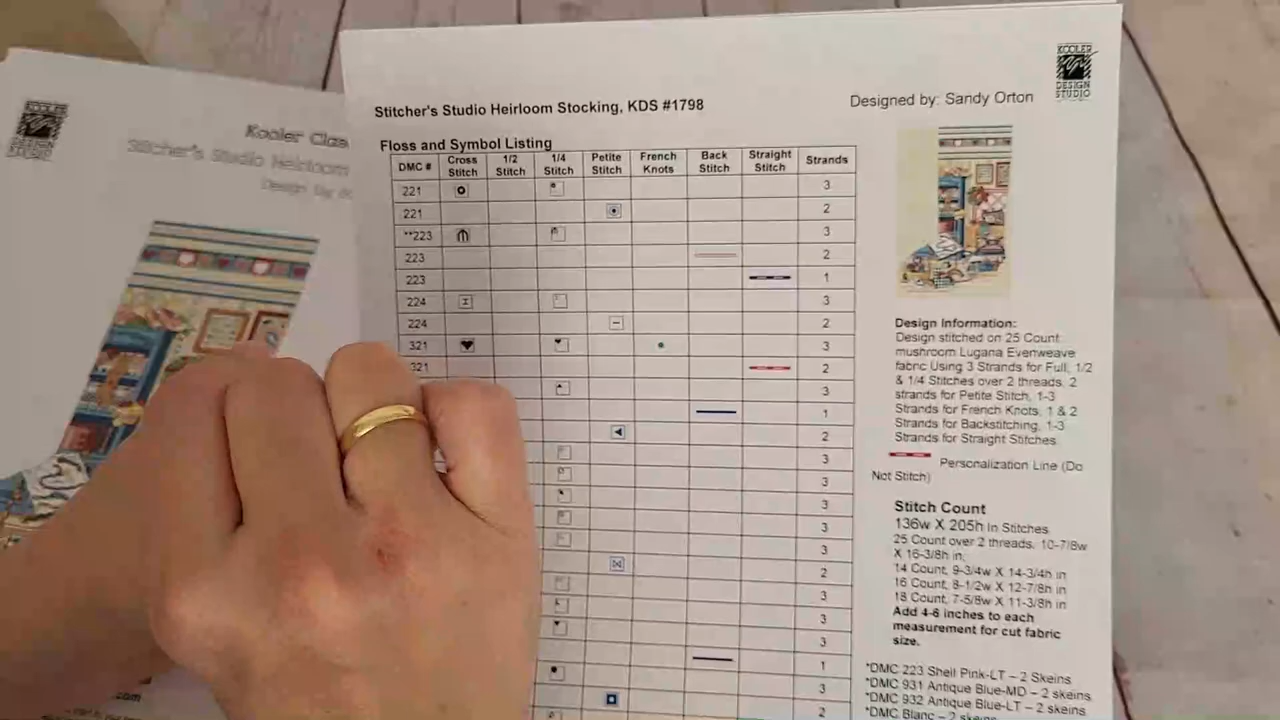 KOOLER
DESIGN
STUDIO
Kooler Clas
Stitcher's Studio Heirloom
Design
.com
KOOLER
DESIGN
STUDIO
Stitcher's Studio Heirloom Stocking, KDS #1798
Designed by: Sandy Orton
Floss and Symbol Listing
DMC # Cross Stitch 1/2 Stitch 1/4 Stitch Petite Stitch French Knots Back Stitch Straight Stitch Strands
221 3
221 2
**223 3
223 2
223 1
224 3
224 2
321 3
321 2
3
1
2
3
3
3
3
3
2
3
3
3
1
3
2
Design Information:
Design stitched on 25 Count
mushroom Lugana Evenweave
fabric Using 3 Strands for Full, 1/2
& 1/4 Stitches over 2 threads, 2
strands for Petite Stitch, 1-3
Strands for French Knots, 1 & 2
Strands for Backstitching, 1-3
Strands for Straight Stitches
Personalization Line (Do
Not Stitch)
Stitch Count
136w X 205h In Stitches
25 Count over 2 threads, 10-7/8w
X 16-3/8h in.
14 Count, 9-3/4w X 14-3/4h in
16 Count, 8-1/2w X 12-7/8h in
18 Count, 7-5/8w X 11-3/8h in
Add 4-6 inches to each
measurement for cut fabric
size.
*DMC 223 Shell Pink-LT – 2 Skeins
*DMC 931 Antique Blue-MD – 2 skeins
*DMC 932 Antique Blue-LT – 2 skeins
*DMC Blanc – 2 skeins